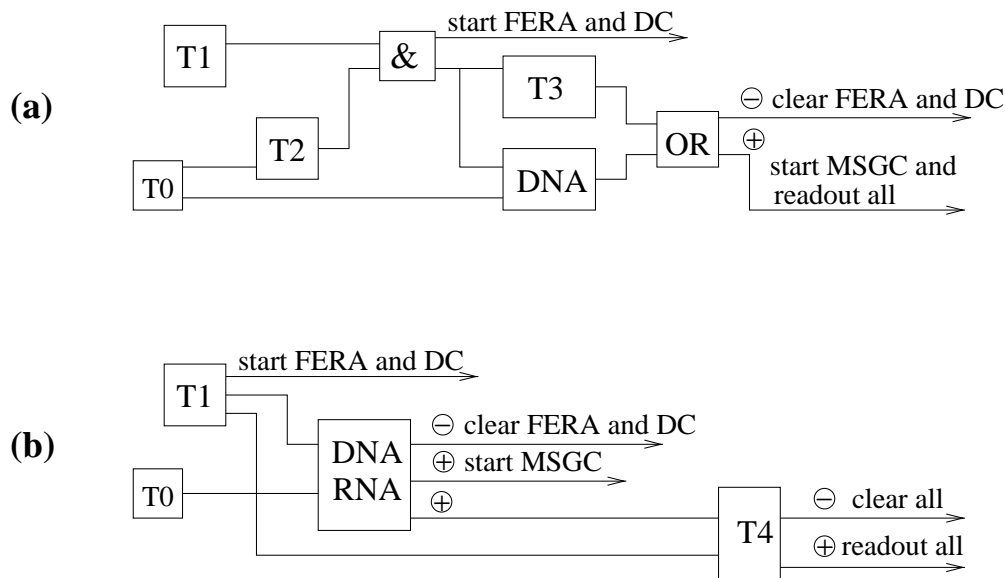 start FERA and DC
T1
&
T3
(a)
⊖ clear FERA and DC
T2
⊕
OR
start MSGC and
readout all
T0
DNA
start FERA and DC
T1
⊖ clear FERA and DC
(b)
DNA
⊕ start MSGC
RNA
T0
⊕
⊖ clear all
T4
⊕ readout all